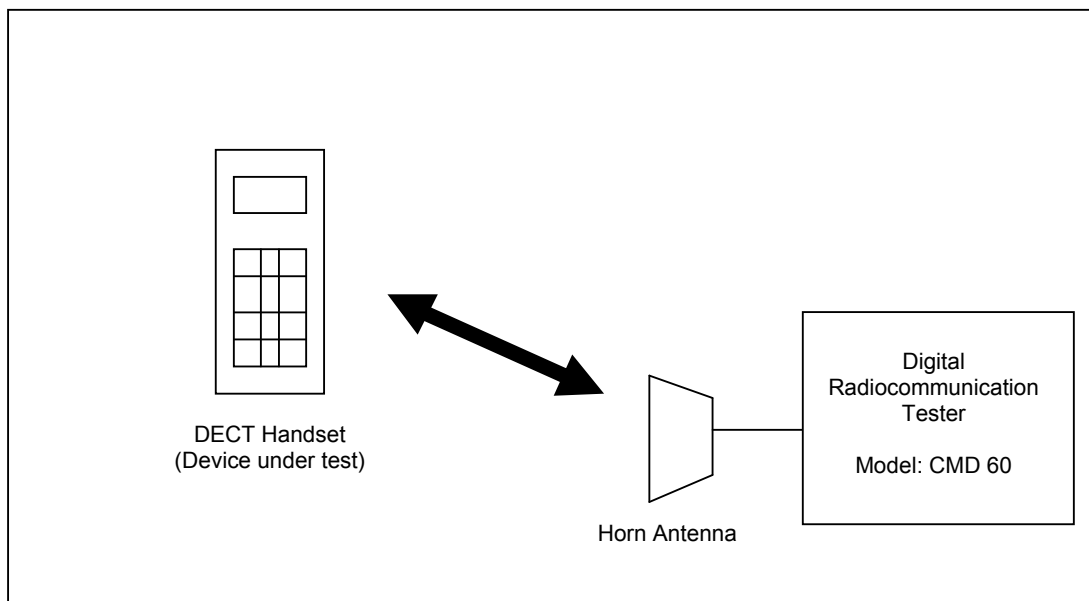 DECT Handset
(Device under test)
Horn Antenna
Digital
Radiocommunication
Tester
Model: CMD 60